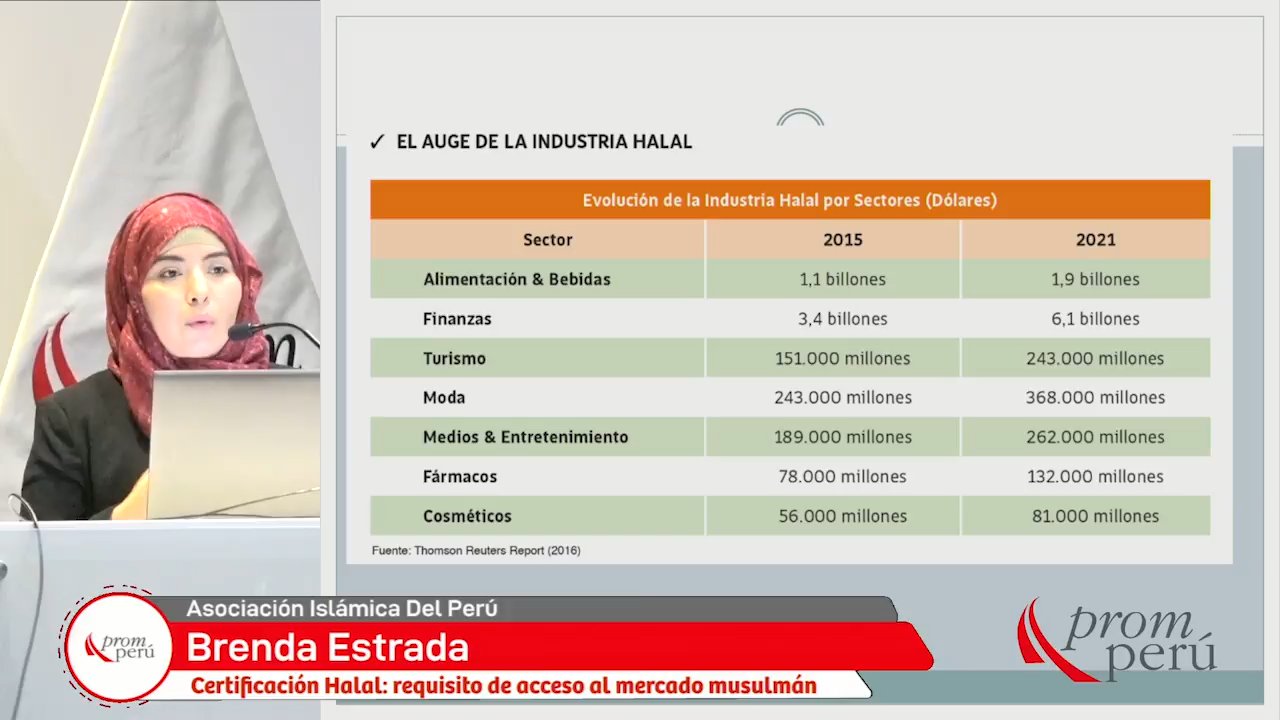 ✓ EL AUGE DE LA INDUSTRIA HALAL
Evolución de la Industria Halal por Sectores (Dólares)
Sector 2015 2021
Alimentación & Bebidas 1,1 billones 1,9 billones
Finanzas 3,4 billones 6,1 billones
Turismo 151.000 millones 243.000 millones
Moda 243.000 millones 368.000 millones
Medios & Entretenimiento 189.000 millones 262.000 millones
Fármacos 78.000 millones 132.000 millones
Cosméticos 56.000 millones 81.000 millones
Fuente: Thomson Reuters Report (2016)
Asociación Islámica Del Perú
Brenda Estrada
Certificación Halal: requisito de acceso al mercado musulmán
prom
perú
prom
perú